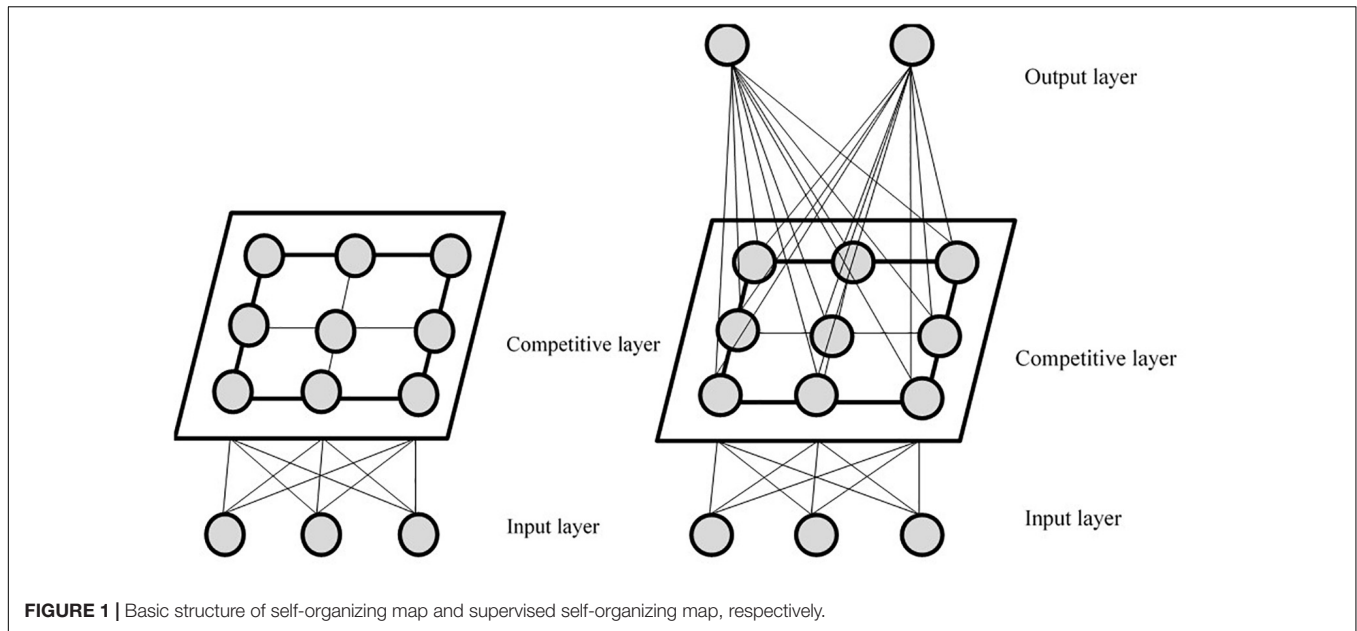 Output layer
Competitive layer
Competitive layer
Input layer
Input layer
FIGURE 1 | Basic structure of self-organizing map and supervised self-organizing map, respectively.